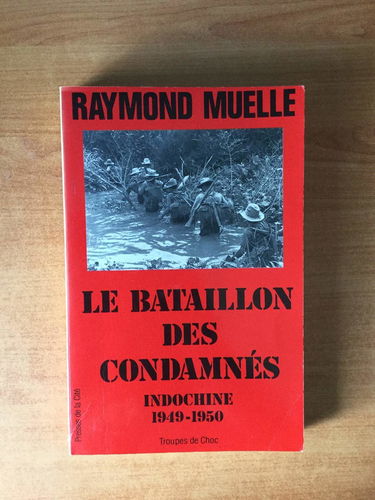 RAYMOND MUELLE
LE BATAILLON
DES
CONDAMNÉS
INDOCHINE
1949-1950
Troupes de Choc
Presses de la Cité